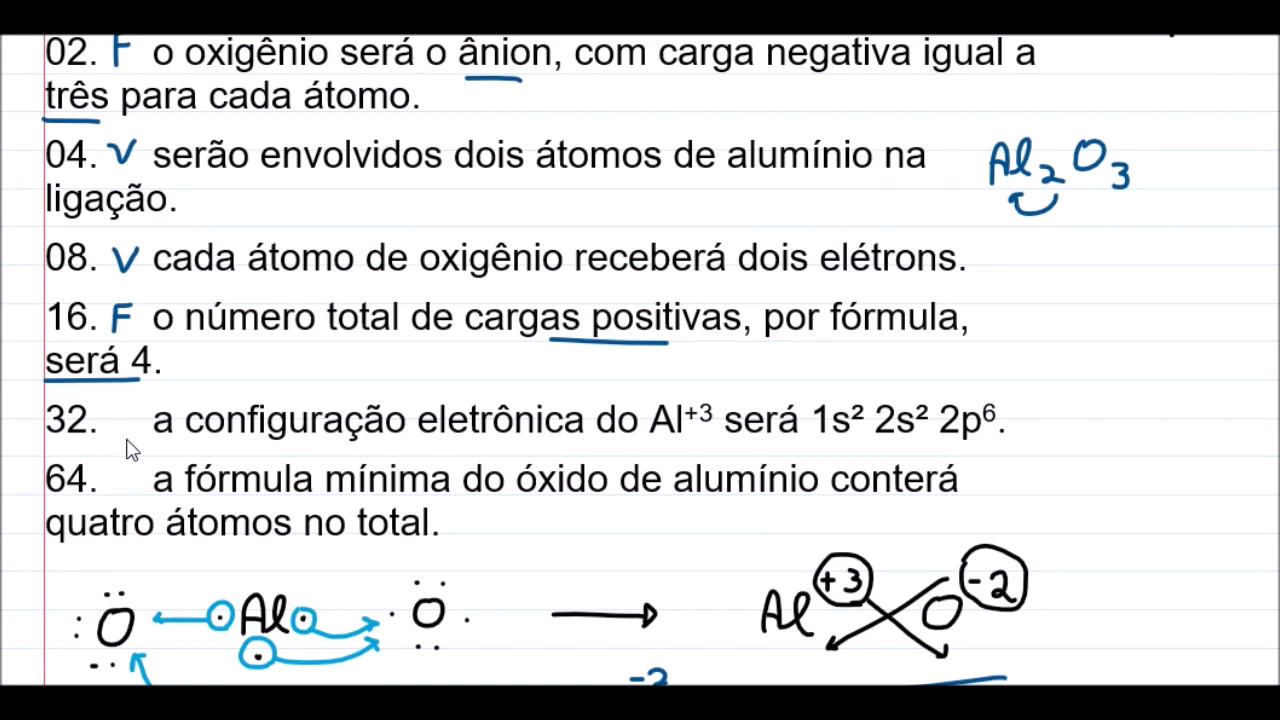 02. F o oxigênio será o ânion, com carga negativa igual a
três para cada átomo.
04. V serão envolvidos dois átomos de alumínio na
ligação.
Al₂O₃
08. V cada átomo de oxigênio receberá dois elétrons.
16. F o número total de cargas positivas, por fórmula,
será 4.
32. a configuração eletrônica do Al⁺³ será 1s² 2s² 2p⁶.
64. a fórmula mínima do óxido de alumínio conterá
quatro átomos no total.
O Al O → Al +3 O -2